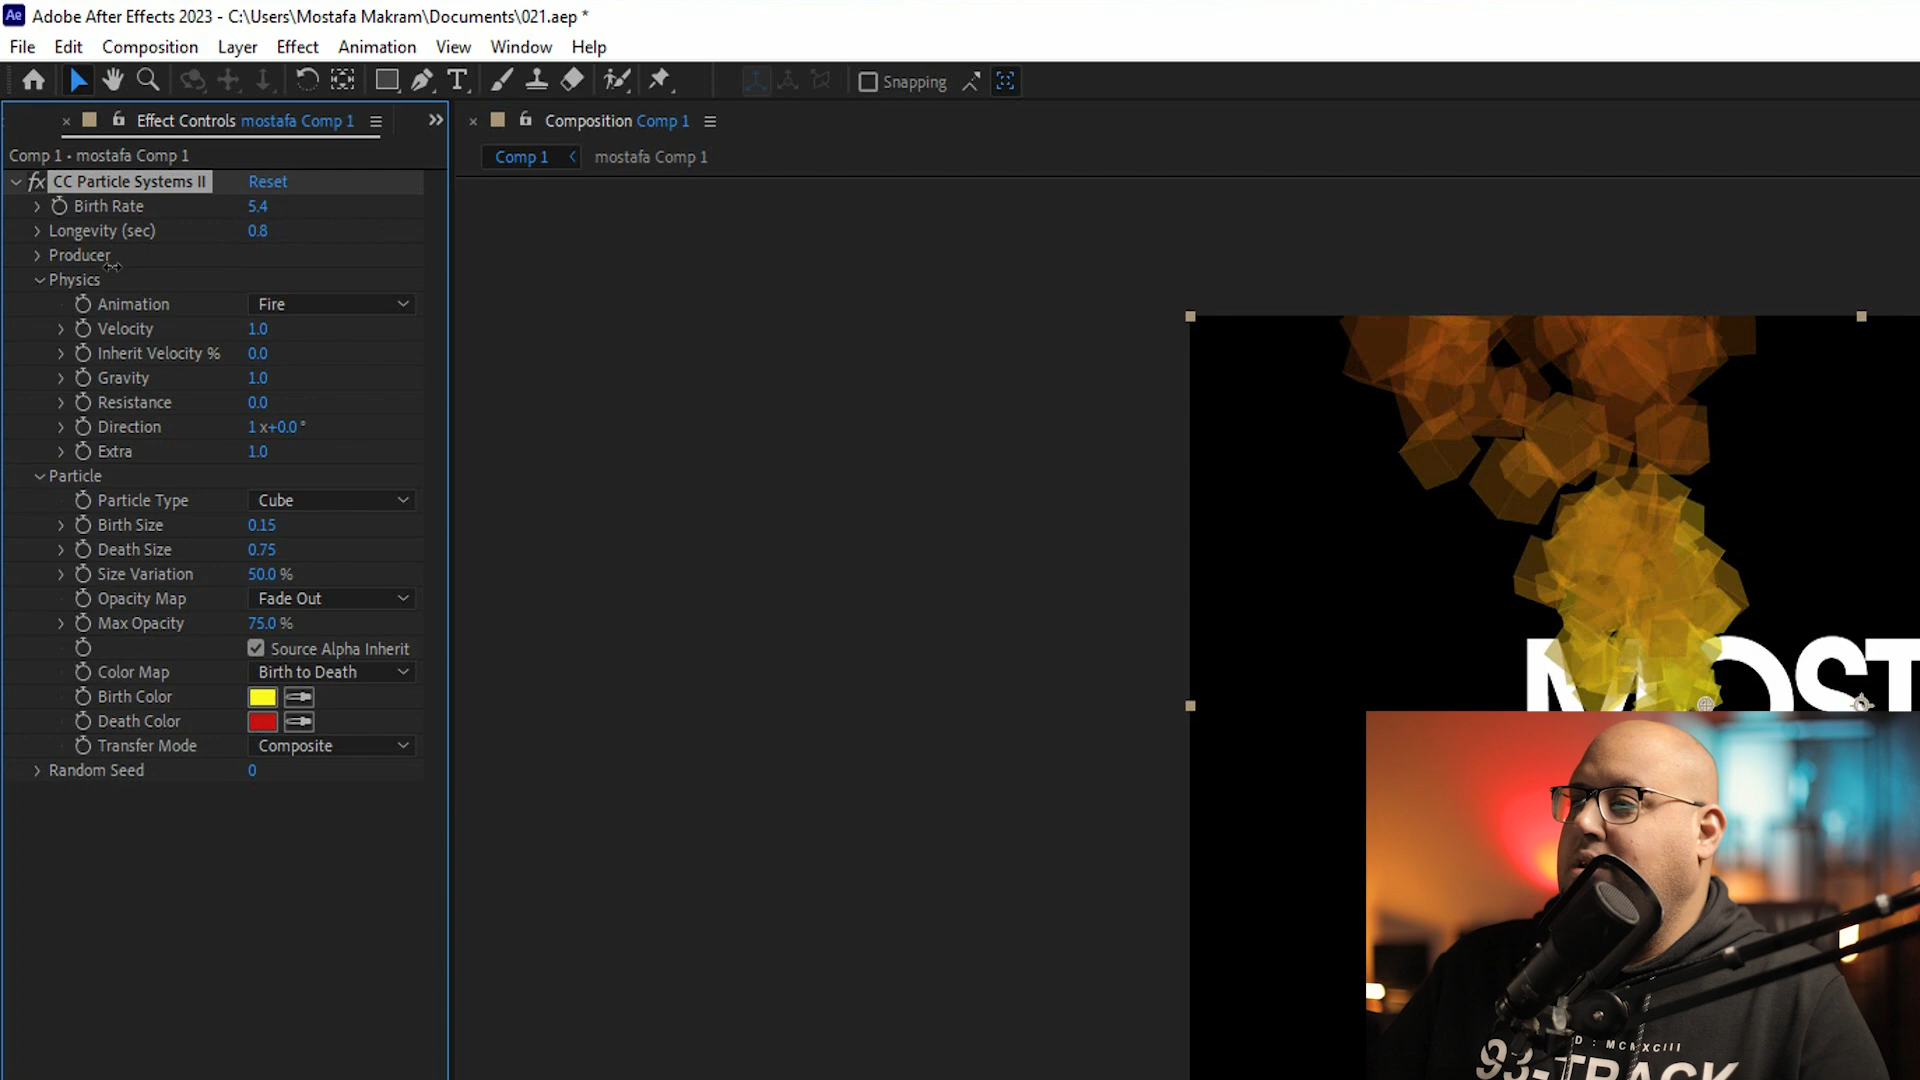 Ae Adobe After Effects 2023 - C:\Users\Mostafa Makram\Documents\021.aep *
File Edit Composition Layer Effect Animation View Window Help
Snapping
Effect Controls mostafa Comp 1
Composition Comp 1
Comp 1 • mostafa Comp 1
Comp 1 mostafa Comp 1
fx CC Particle Systems II Reset
Birth Rate 5.4
Longevity (sec) 0.8
Producer
Physics
Animation Fire
Velocity 1.0
Inherit Velocity % 0.0
Gravity 1.0
Resistance 0.0
Direction 1 x+0.0 °
Extra 1.0
Particle
Particle Type Cube
Birth Size 0.15
Death Size 0.75
Size Variation 50.0 %
Opacity Map Fade Out
Max Opacity 75.0 %
Source Alpha Inherit
Color Map Birth to Death
Birth Color
Death Color
Transfer Mode Composite
Random Seed 0
MOST
D : MCMXCIII
93-TRACK